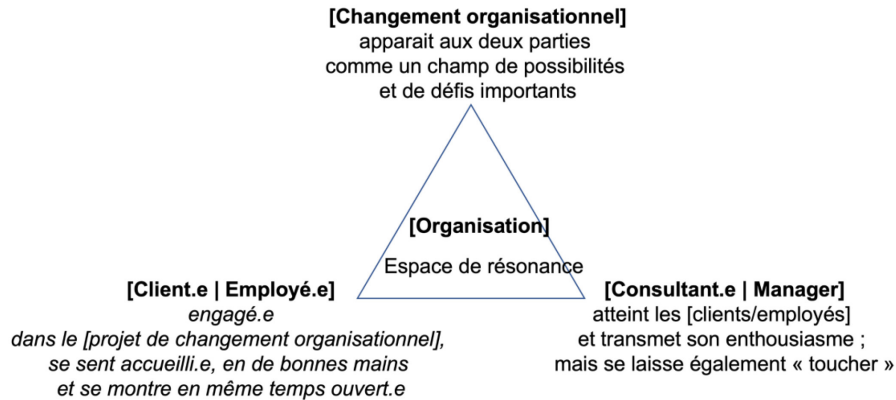 [Changement organisationnel]
apparait aux deux parties
comme un champ de possibilités
et de défis importants
[Organisation]
Espace de résonance
[Client.e | Employé.e]
engagé.e
dans le [projet de changement organisationnel],
se sent accueilli.e, en de bonnes mains
et se montre en même temps ouvert.e
[Consultant.e | Manager]
atteint les [clients/employés]
et transmet son enthousiasme ;
mais se laisse également « toucher »